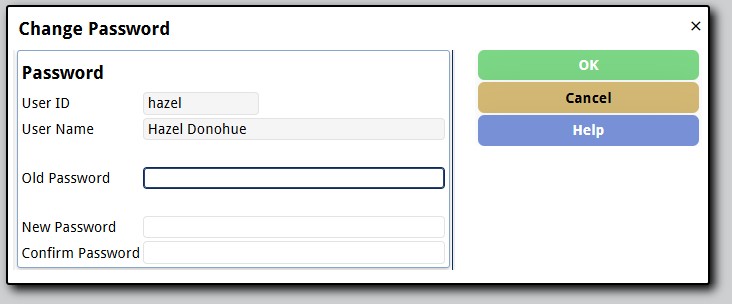 Change Password
×
Password
User ID hazel
User Name Hazel Donohue
Old Password
New Password
Confirm Password
OK
Cancel
Help